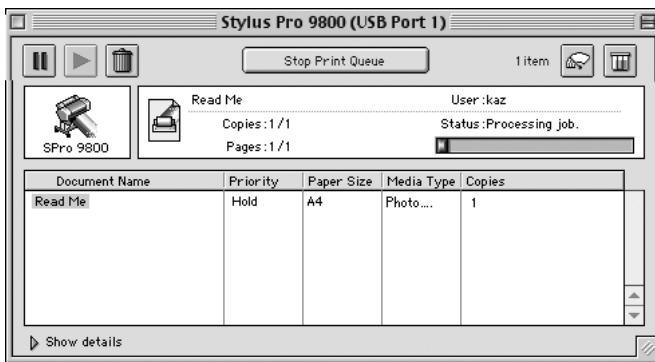 Stylus Pro 9800 (USB Port 1)
Stop Print Queue
1 item
SPro 9800
Read Me
User:kaz
Copies:1/1
Status:Processing job.
Pages:1/1
Document Name Priority Paper Size Media Type Copies
Read Me Hold A4 Photo.... 1
Show details